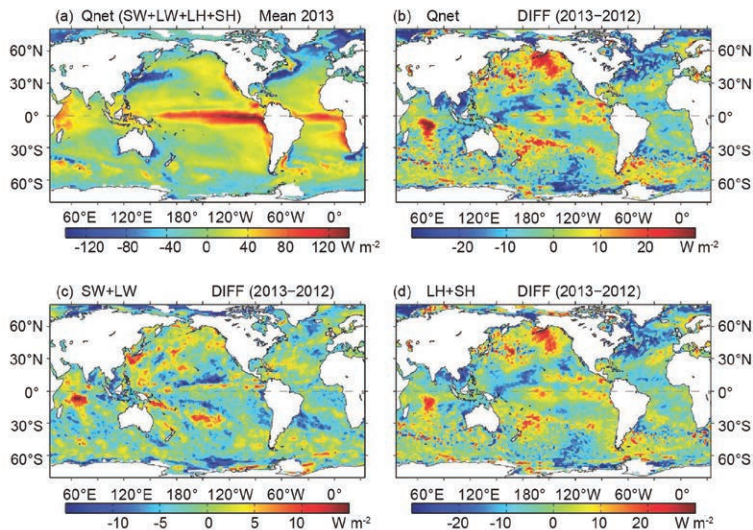 (a) Qnet (SW+LW+LH+SH) Mean 2013
60°N
30°N
0°
30°S
60°S
60°E 120°E 180° 120°W 60°W 0°
-120 -80 -40 0 40 80 120 W m-2
(b) Qnet DIFF (2013−2012)
60°N
30°N
0°
30°S
60°S
60°E 120°E 180° 120°W 60°W 0°
-20 -10 0 10 20 W m-2
(c) SW+LW DIFF (2013−2012)
60°N
30°N
0°
30°S
60°S
60°E 120°E 180° 120°W 60°W 0°
-10 -5 0 5 10 W m-2
(d) LH+SH DIFF (2013−2012)
60°N
30°N
0°
30°S
60°S
60°E 120°E 180° 120°W 60°W 0°
-20 -10 0 10 20 W m-2